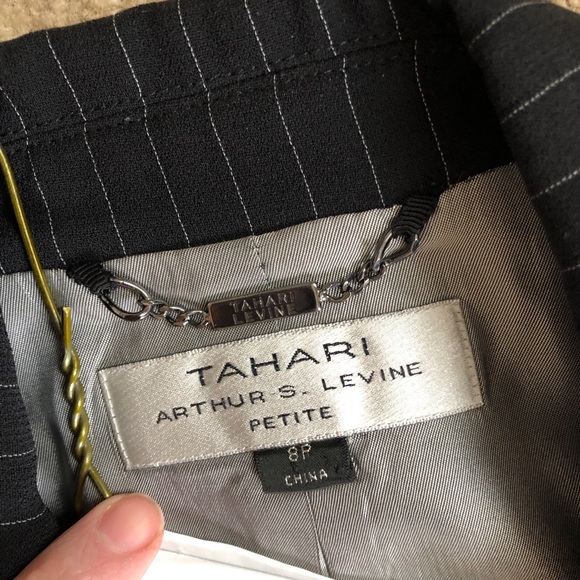 TAHARI
LEVINE
TAHARI
ARTHUR S. LEVINE
PETITE
8P
CHINA